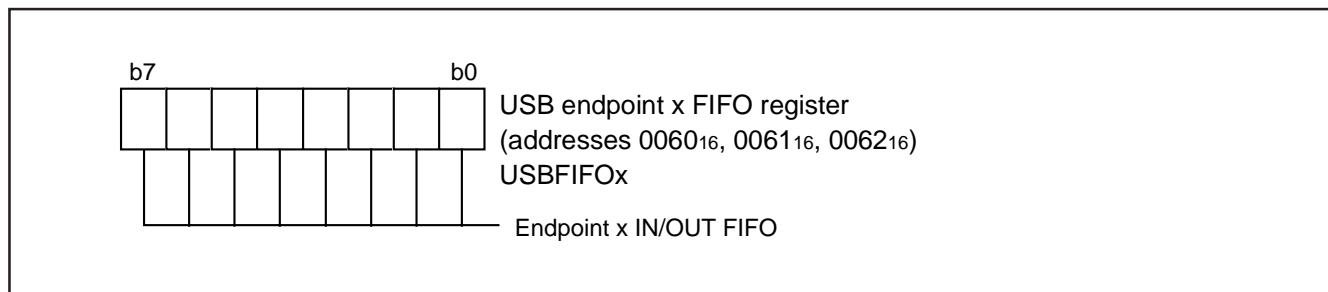 b7 b0
USB endpoint x FIFO register
(addresses 0060₁₆, 0061₁₆, 0062₁₆)
USBFIFOx
Endpoint x IN/OUT FIFO